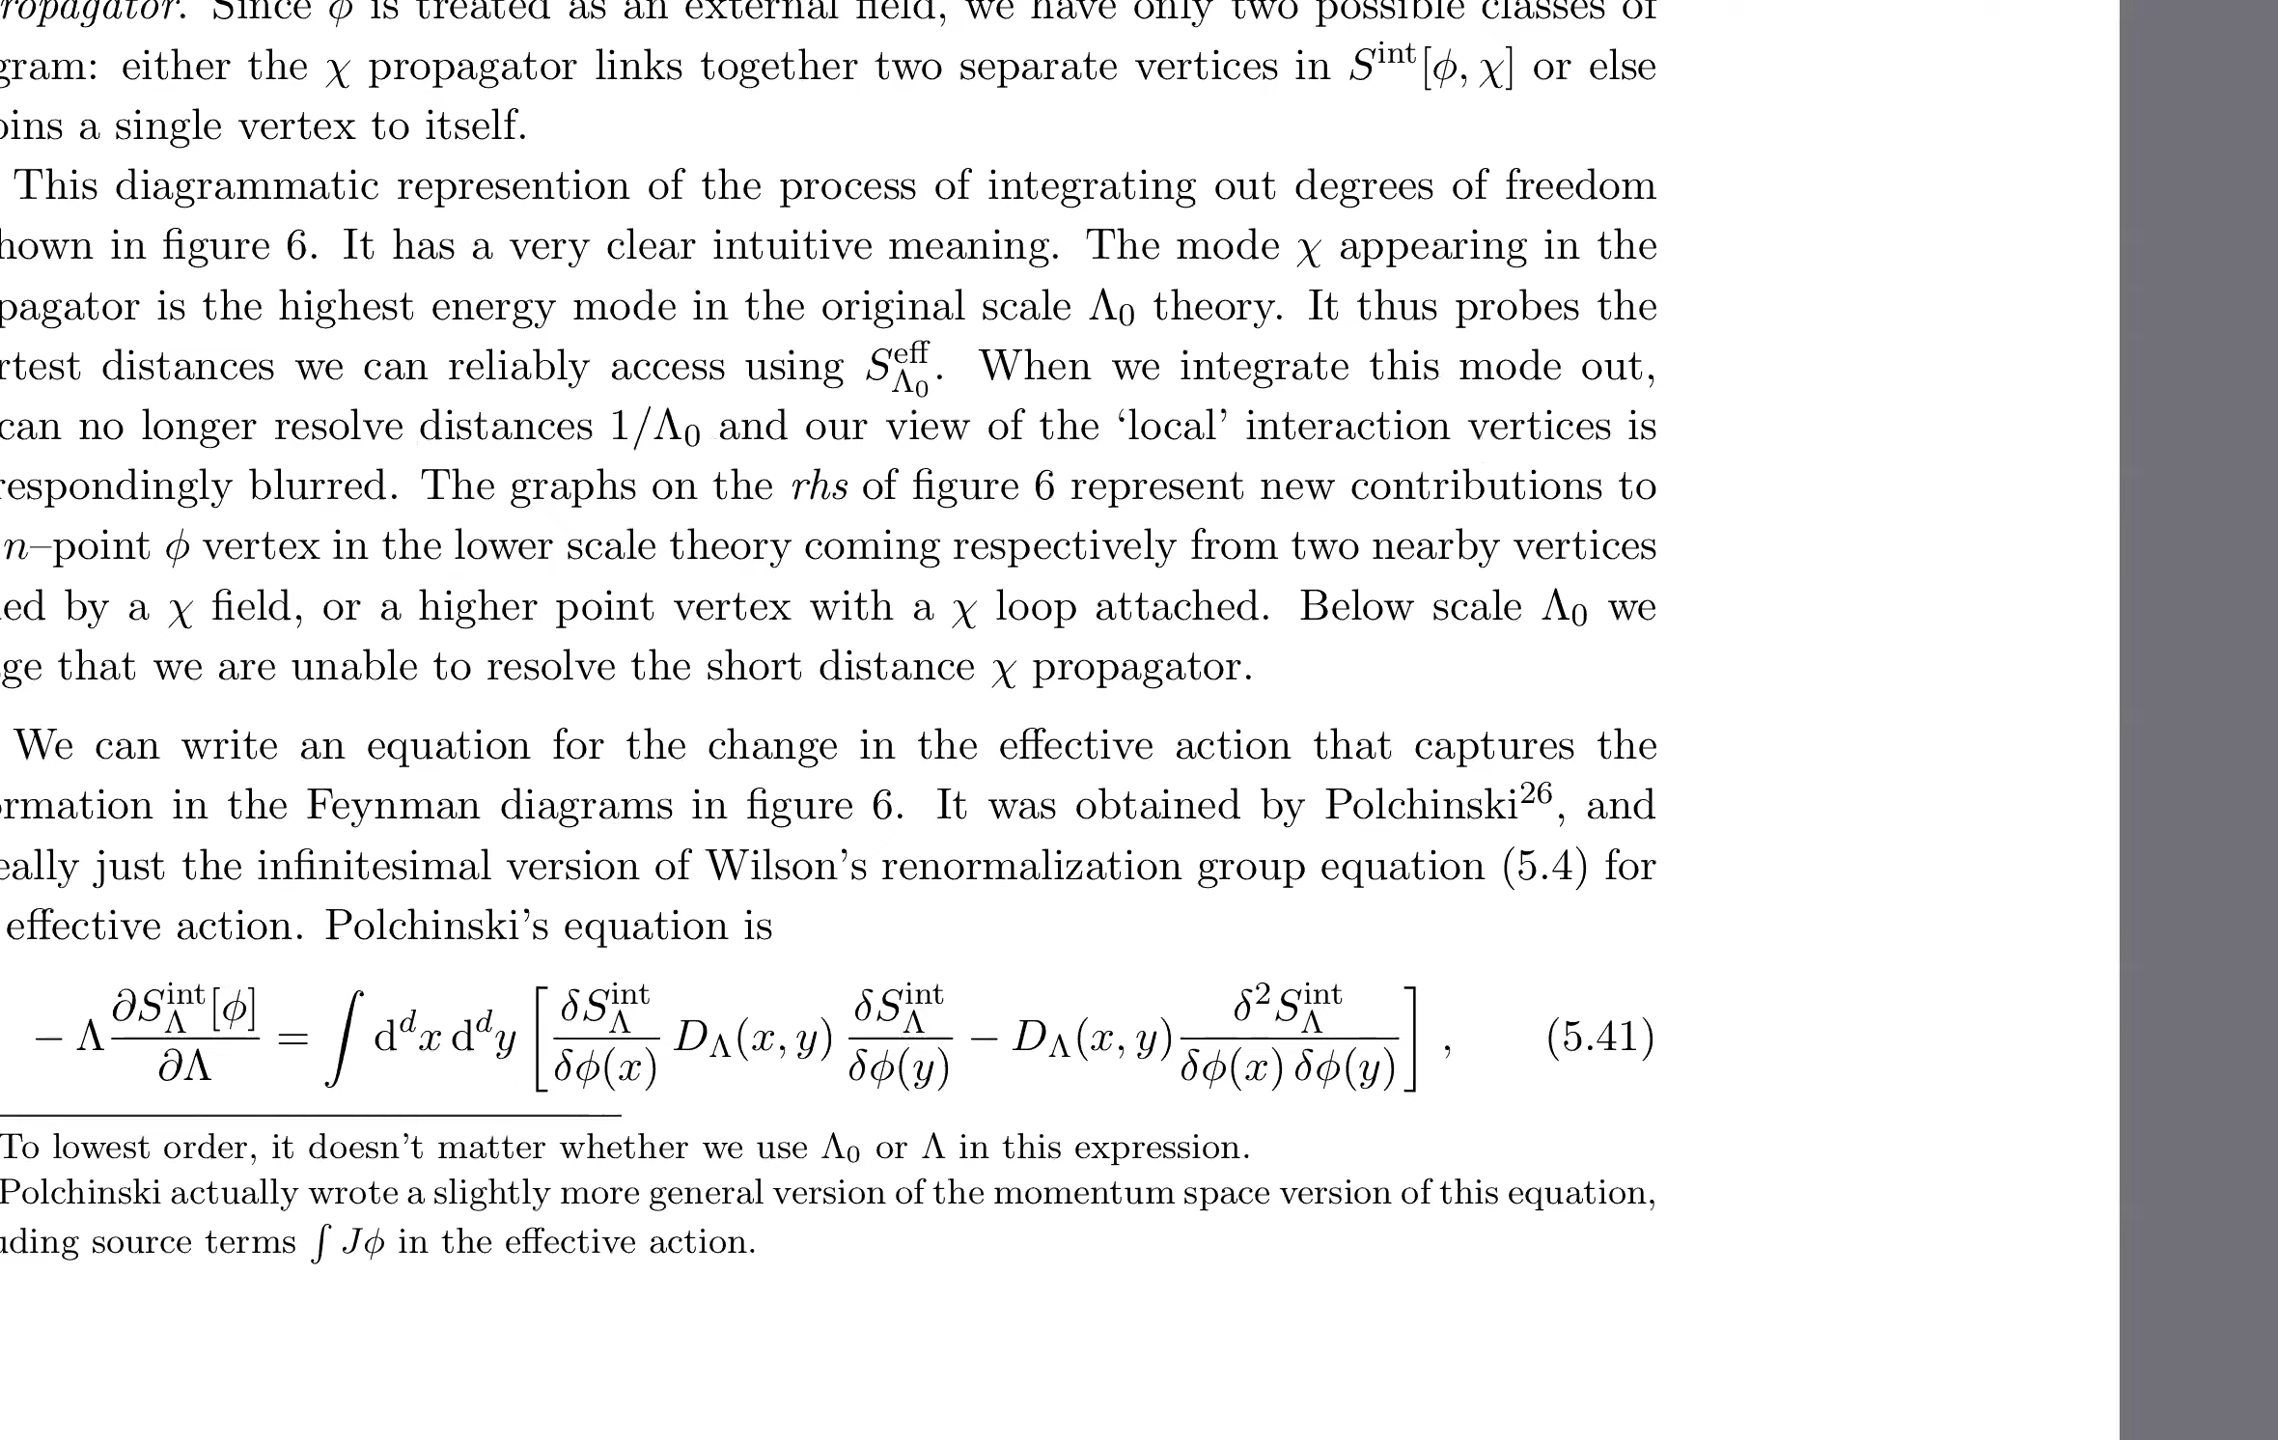 ropagator. Since ϕ is treated as an external field, we have only two possible classes of
gram: either the χ propagator links together two separate vertices in S^int[ϕ, χ] or else
oins a single vertex to itself.
This diagrammatic represention of the process of integrating out degrees of freedom
hown in figure 6. It has a very clear intuitive meaning. The mode χ appearing in the
pagator is the highest energy mode in the original scale Λ₀ theory. It thus probes the
rtest distances we can reliably access using S^eff_Λ₀. When we integrate this mode out,
can no longer resolve distances 1/Λ₀ and our view of the ‘local’ interaction vertices is
respondingly blurred. The graphs on the rhs of figure 6 represent new contributions to
n–point ϕ vertex in the lower scale theory coming respectively from two nearby vertices
ed by a χ field, or a higher point vertex with a χ loop attached. Below scale Λ₀ we
ge that we are unable to resolve the short distance χ propagator.
We can write an equation for the change in the effective action that captures the
ormation in the Feynman diagrams in figure 6. It was obtained by Polchinski²⁶, and
eally just the infinitesimal version of Wilson’s renormalization group equation (5.4) for
effective action. Polchinski’s equation is
− Λ ∂S^int_Λ[ϕ]/∂Λ = ∫ d^d x d^d y [ δS^int_Λ/δϕ(x) D_Λ(x, y) δS^int_Λ/δϕ(y) − D_Λ(x, y) δ²S^int_Λ/δϕ(x) δϕ(y) ] , (5.41)
To lowest order, it doesn’t matter whether we use Λ₀ or Λ in this expression.
Polchinski actually wrote a slightly more general version of the momentum space version of this equation,
uding source terms ∫ Jϕ in the effective action.